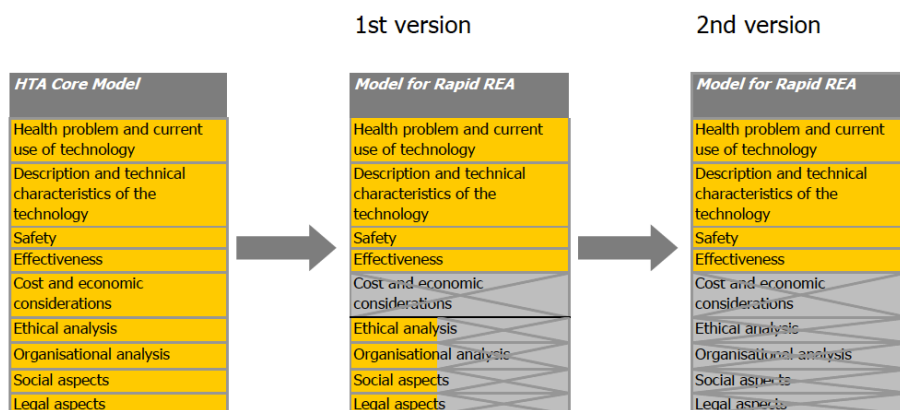 1st version
2nd version
HTA Core Model
Health problem and current
use of technology
Description and technical
characteristics of the
technology
Safety
Effectiveness
Cost and economic
considerations
Ethical analysis
Organisational analysis
Social aspects
Legal aspects
Model for Rapid REA
Health problem and current
use of technology
Description and technical
characteristics of the
technology
Safety
Effectiveness
Cost and economic
considerations
Ethical analysis
Organisational analysis
Social aspects
Legal aspects
Model for Rapid REA
Health problem and current
use of technology
Description and technical
characteristics of the
technology
Safety
Effectiveness
Cost and economic
considerations
Ethical analysis
Organisational analysis
Social aspects
Legal aspects